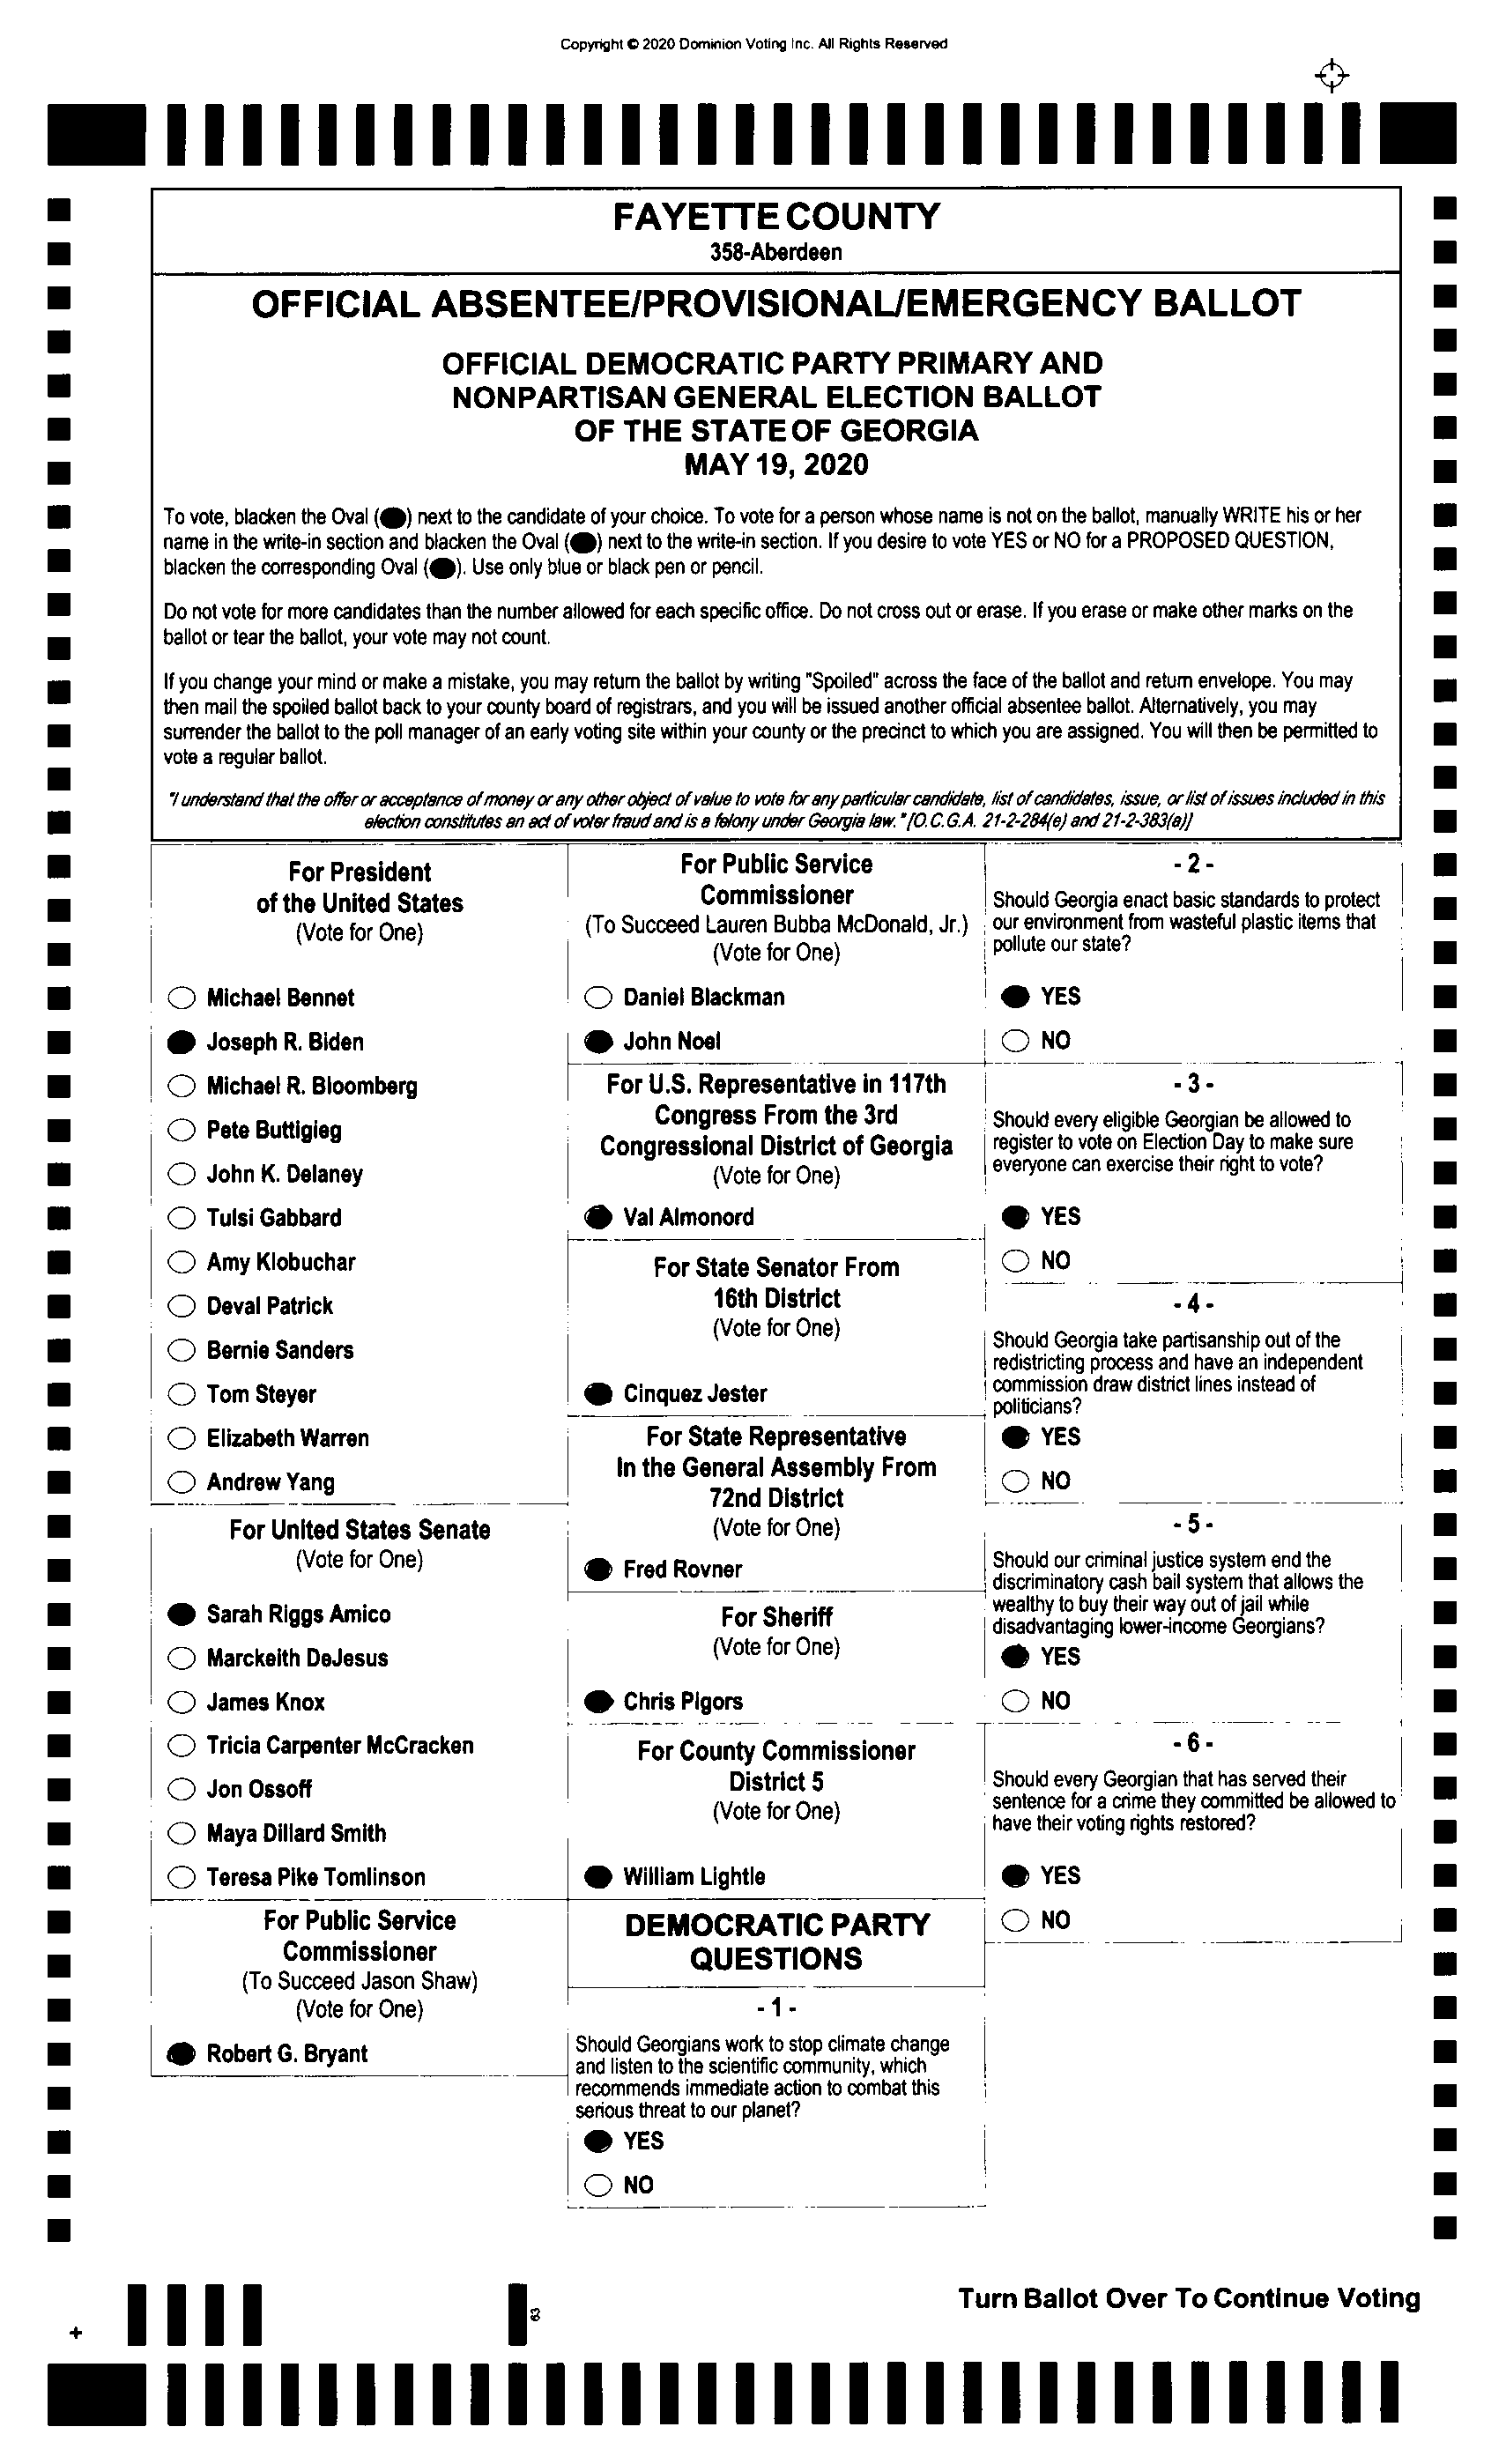 Copyright © 2020 Dominion Voting Inc. All Rights Reserved
FAYETTE COUNTY
358-Aberdeen
OFFICIAL ABSENTEE/PROVISIONAL/EMERGENCY BALLOT
OFFICIAL DEMOCRATIC PARTY PRIMARY AND
NONPARTISAN GENERAL ELECTION BALLOT
OF THE STATE OF GEORGIA
MAY 19, 2020
To vote, blacken the Oval ( ) next to the candidate of your choice. To vote for a person whose name is not on the ballot, manually WRITE his or her
name in the write-in section and blacken the Oval ( ) next to the write-in section. If you desire to vote YES or NO for a PROPOSED QUESTION,
blacken the corresponding Oval ( ). Use only blue or black pen or pencil.
Do not vote for more candidates than the number allowed for each specific office. Do not cross out or erase. If you erase or make other marks on the
ballot or tear the ballot, your vote may not count.
If you change your mind or make a mistake, you may return the ballot by writing "Spoiled" across the face of the ballot and return envelope. You may
then mail the spoiled ballot back to your county board of registrars, and you will be issued another official absentee ballot. Alternatively, you may
surrender the ballot to the poll manager of an early voting site within your county or the precinct to which you are assigned. You will then be permitted to
vote a regular ballot.
"I understand that the offer or acceptance of money or any other object of value to vote for any particular candidate, list of candidates, issue, or list of issues included in this
election constitutes an act of voter fraud and is a felony under Georgia law." [O.C.G.A. 21-2-284(e) and 21-2-383(a)]
For President
of the United States
(Vote for One)
Michael Bennet
Joseph R. Biden
Michael R. Bloomberg
Pete Buttigieg
John K. Delaney
Tulsi Gabbard
Amy Klobuchar
Deval Patrick
Bernie Sanders
Tom Steyer
Elizabeth Warren
Andrew Yang
For United States Senate
(Vote for One)
Sarah Riggs Amico
Marckeith DeJesus
James Knox
Tricia Carpenter McCracken
Jon Ossoff
Maya Dillard Smith
Teresa Pike Tomlinson
For Public Service
Commissioner
(To Succeed Jason Shaw)
(Vote for One)
Robert G. Bryant
For Public Service
Commissioner
(To Succeed Lauren Bubba McDonald, Jr.)
(Vote for One)
Daniel Blackman
John Noel
For U.S. Representative in 117th
Congress From the 3rd
Congressional District of Georgia
(Vote for One)
Val Almonord
For State Senator From
16th District
(Vote for One)
Cinquez Jester
For State Representative
In the General Assembly From
72nd District
(Vote for One)
Fred Rovner
For Sheriff
(Vote for One)
Chris Pigors
For County Commissioner
District 5
(Vote for One)
William Lightle
DEMOCRATIC PARTY
QUESTIONS
- 1 -
Should Georgians work to stop climate change
and listen to the scientific community, which
recommends immediate action to combat this
serious threat to our planet?
YES
NO
- 2 -
Should Georgia enact basic standards to protect
our environment from wasteful plastic items that
pollute our state?
YES
NO
- 3 -
Should every eligible Georgian be allowed to
register to vote on Election Day to make sure
everyone can exercise their right to vote?
YES
NO
- 4 -
Should Georgia take partisanship out of the
redistricting process and have an independent
commission draw district lines instead of
politicians?
YES
NO
- 5 -
Should our criminal justice system end the
discriminatory cash bail system that allows the
wealthy to buy their way out of jail while
disadvantaging lower-income Georgians?
YES
NO
- 6 -
Should every Georgian that has served their
sentence for a crime they committed be allowed to
have their voting rights restored?
YES
NO
Turn Ballot Over To Continue Voting
+